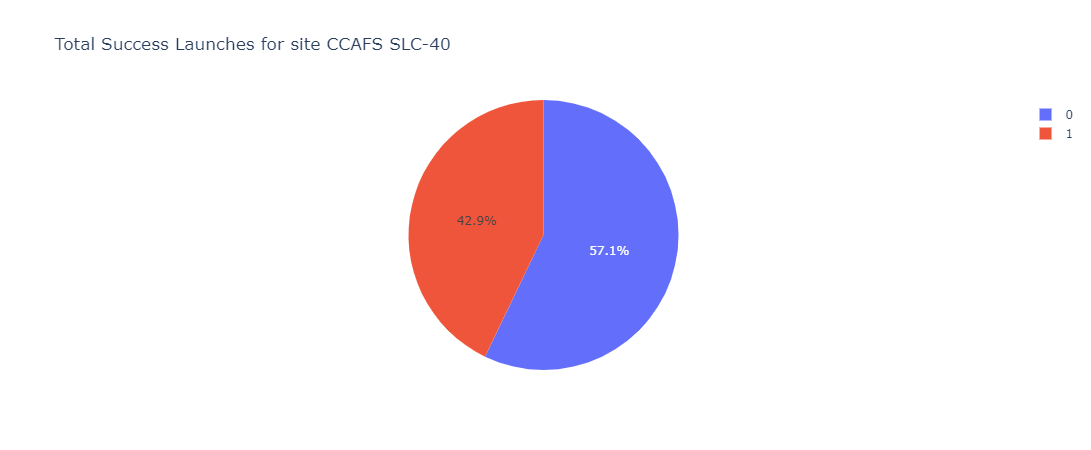 Total Success Launches for site CCAFS SLC-40
0
1
42.9%
57.1%